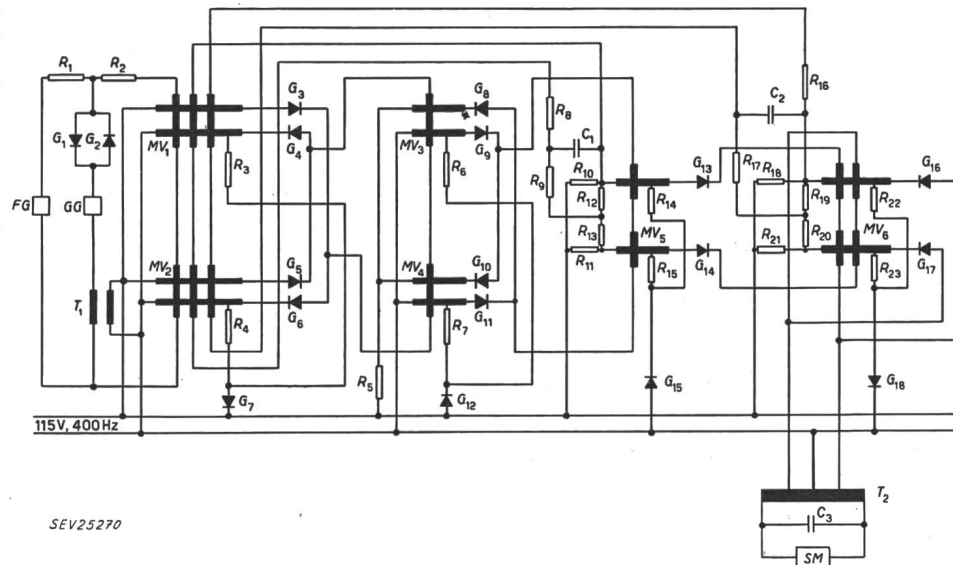 R1 R2
G1 G2
FG GG
T1
MV1 G3
G4
R3
MV2 G5
G6
R4
G7
MV3 G8
G9
R6
MV4 G10
G11
R7
R5
G12
R8
C1
R9
R10
R12
R13
R11
R14
MV5
R15
G13
G14
G15
R16
C2
R17 R18
R19
R20
R21
R22
MV6
R23
G16
G17
G18
115V, 400Hz
T2
C3
SM
SEV25270